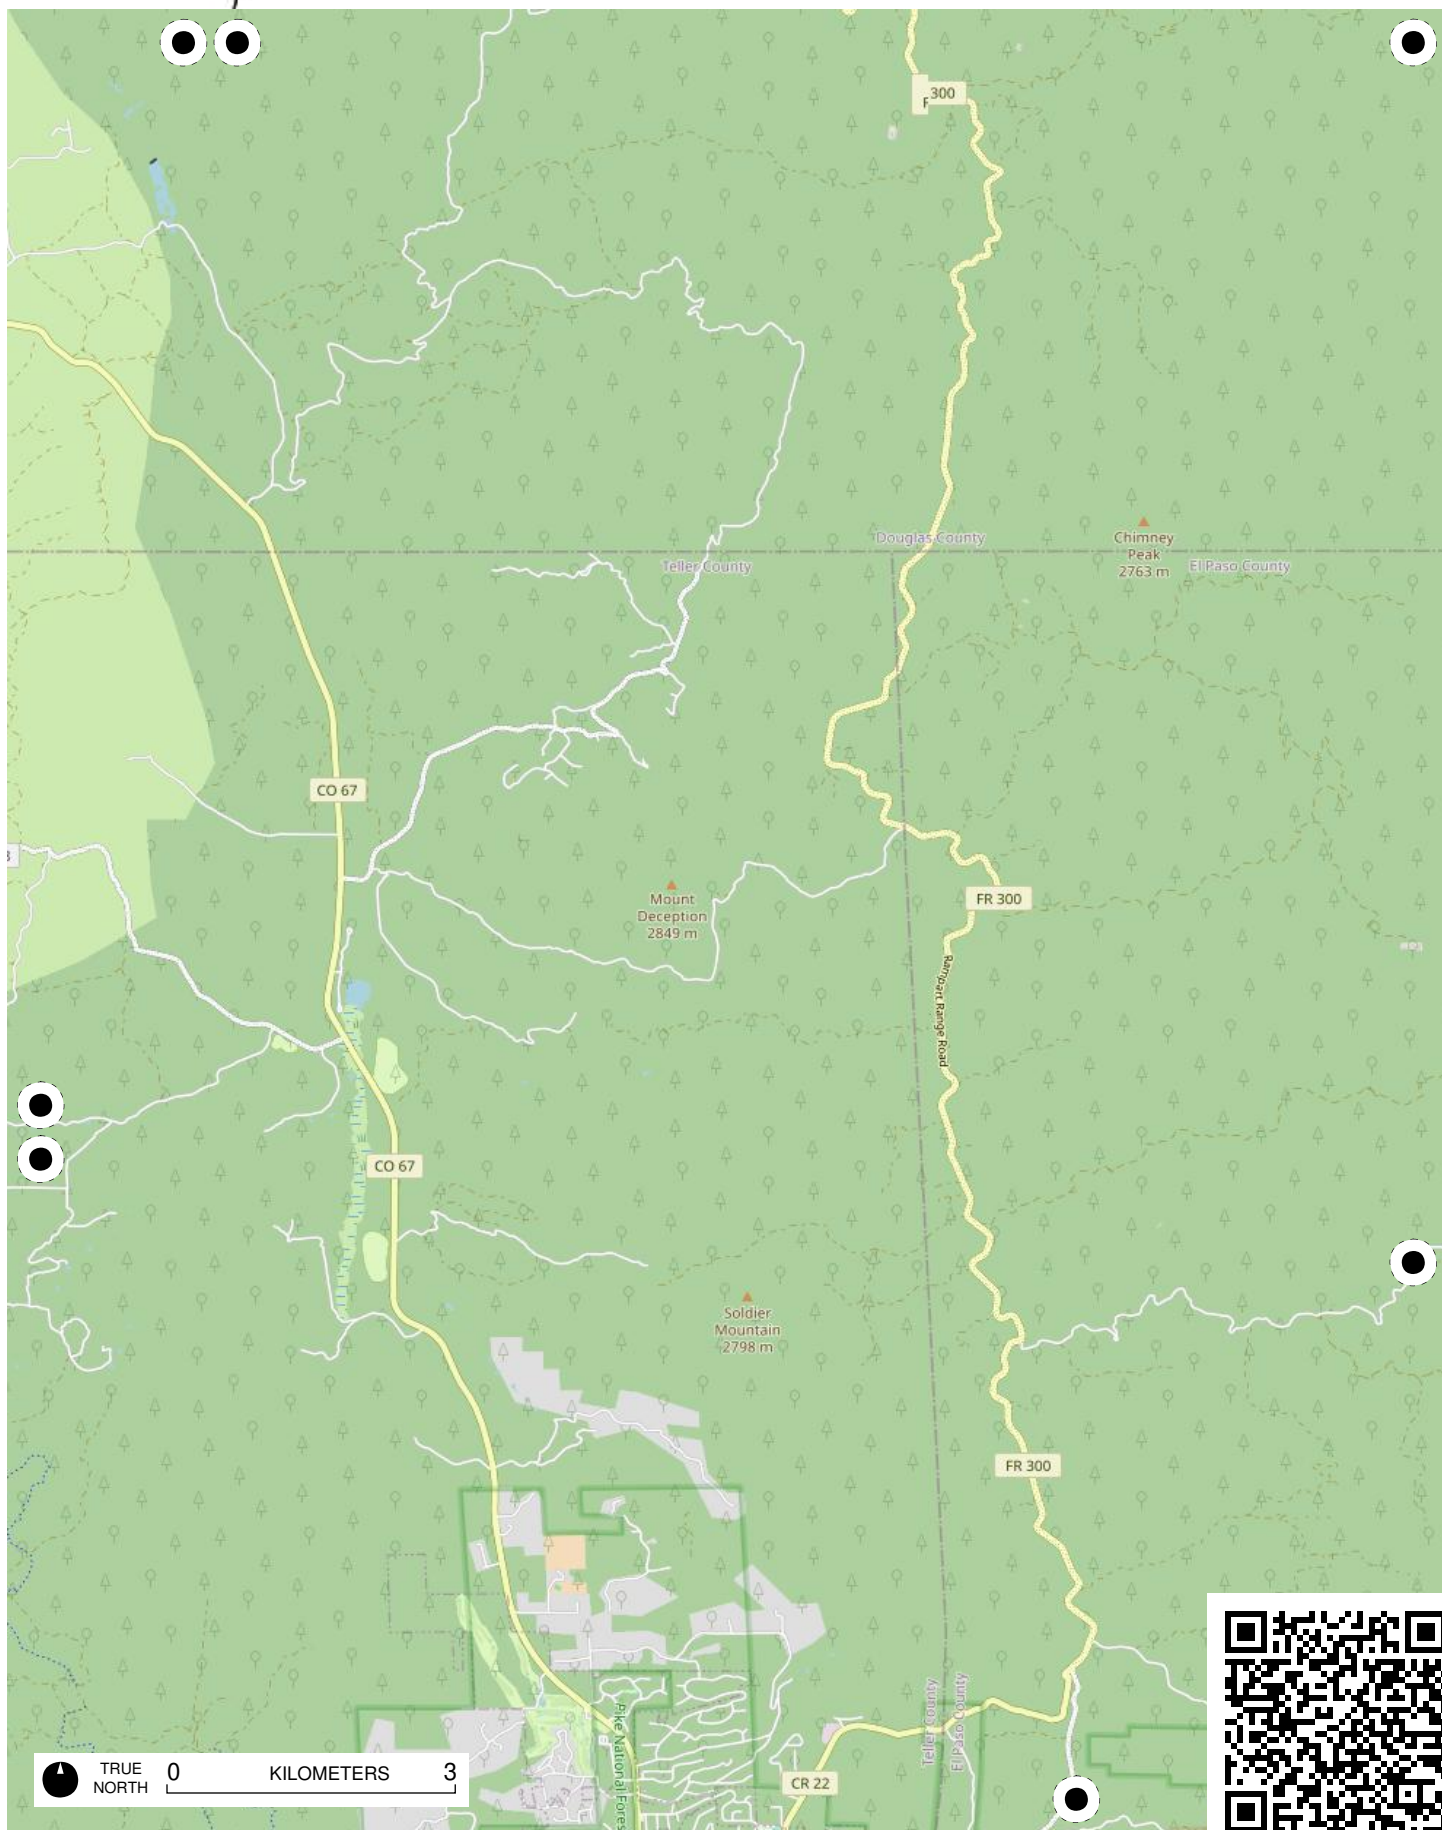 300
F
Douglas County
Chimney
Peak
2763 m
Teller County
El Paso County
CO 67
3
Mount
Deception
2849 m
FR 300
Rampart Range Road
CO 67
Soldier
Mountain
2798 m
FR 300
Teller County
El Paso County
Pike National Fores
CR 22
TRUE
NORTH
0 KILOMETERS 3